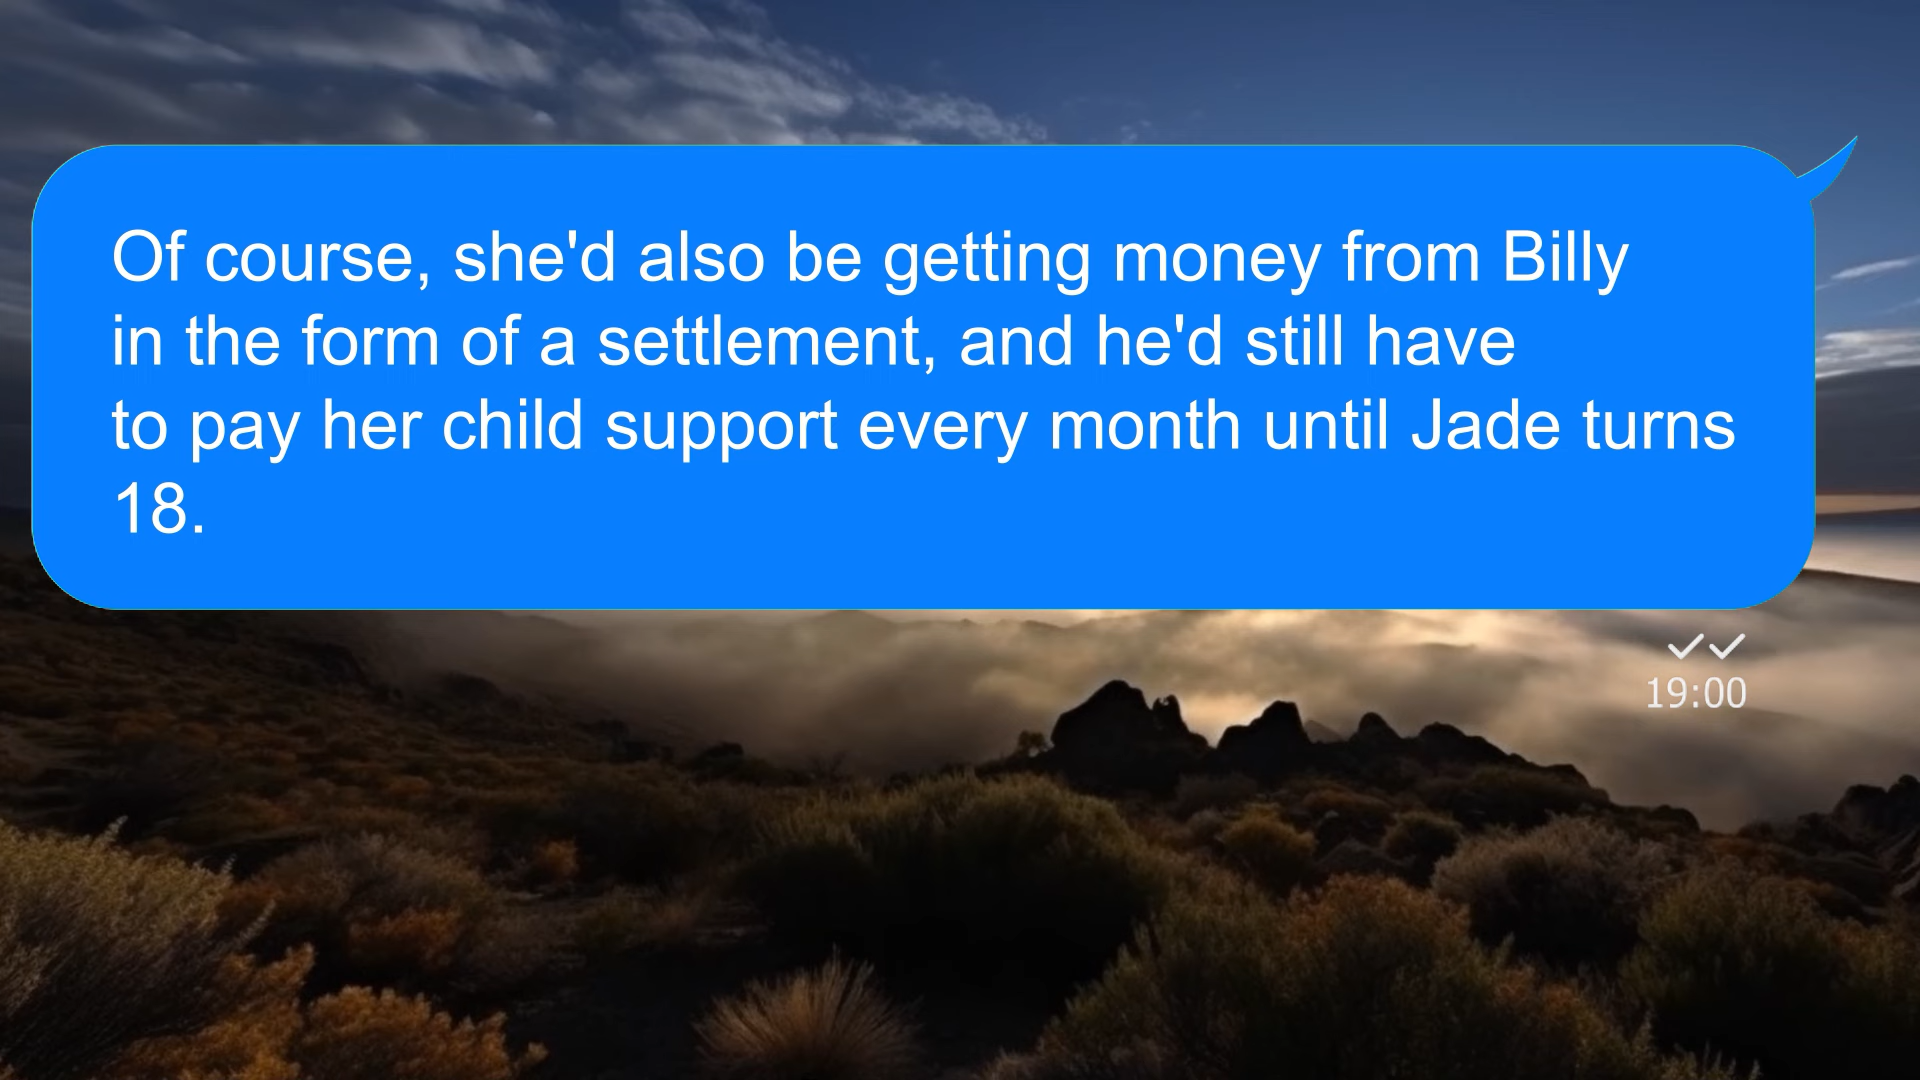 Of course, she'd also be getting money from Billy
in the form of a settlement, and he'd still have
to pay her child support every month until Jade turns
18.
19:00